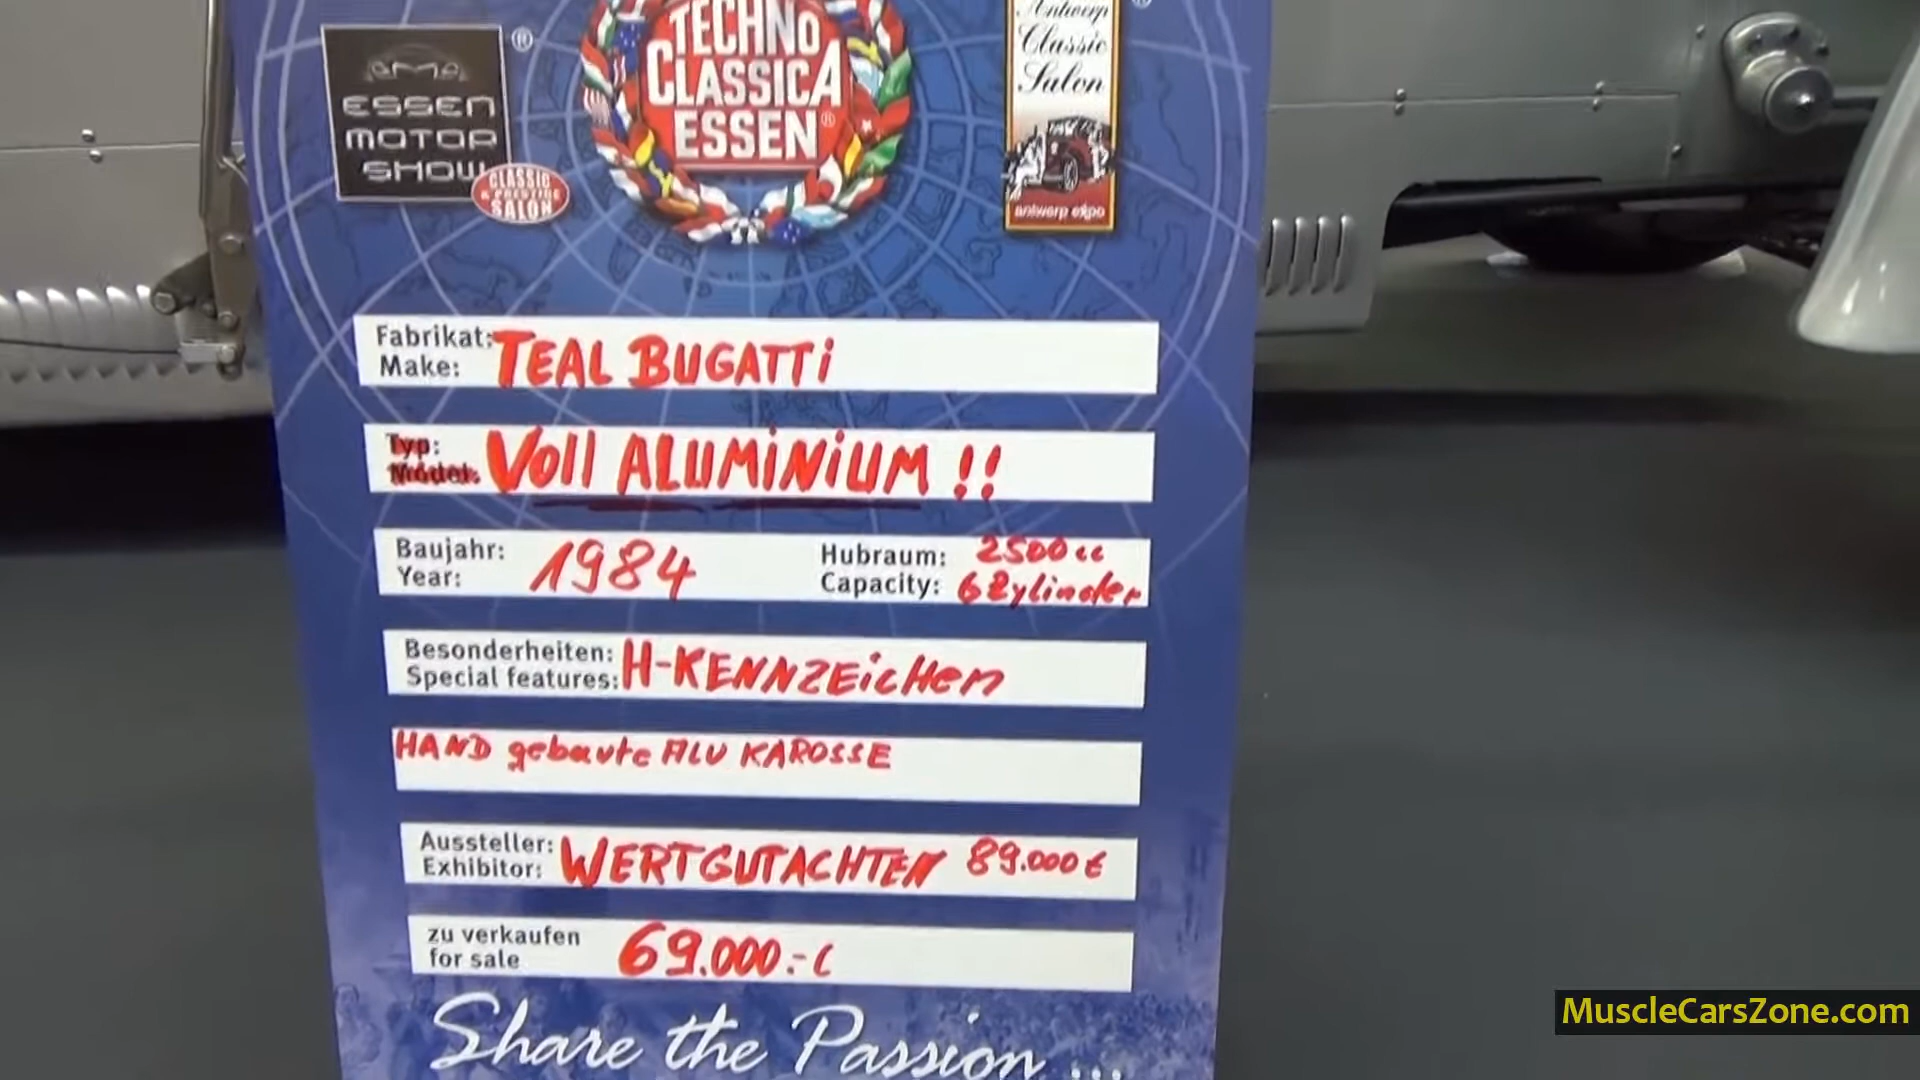 TECHNO
CLASSICA
ESSEN®
®
ESSEN
MOTOR
SHOW
CLASSIC
& PRESTIGE
SALON
Antwerp
Classic
Salon
antwerp expo
®
Fabrikat: TEAL BUGATTi
Make:
Typ: Voll ALUMiNiUM !!
Model:
Baujahr: 1984 Hubraum: 2500 cc
Year: Capacity: 6 Zylinder
Besonderheiten: H-KENNZEicHen
Special features:
HAND gebaute ALU KAROSSE
Aussteller: WERTGUTACHTEN 89.000 €
Exhibitor:
zu verkaufen 69.000.- €
for sale
Share the Passion ...
MuscleCarsZone.com